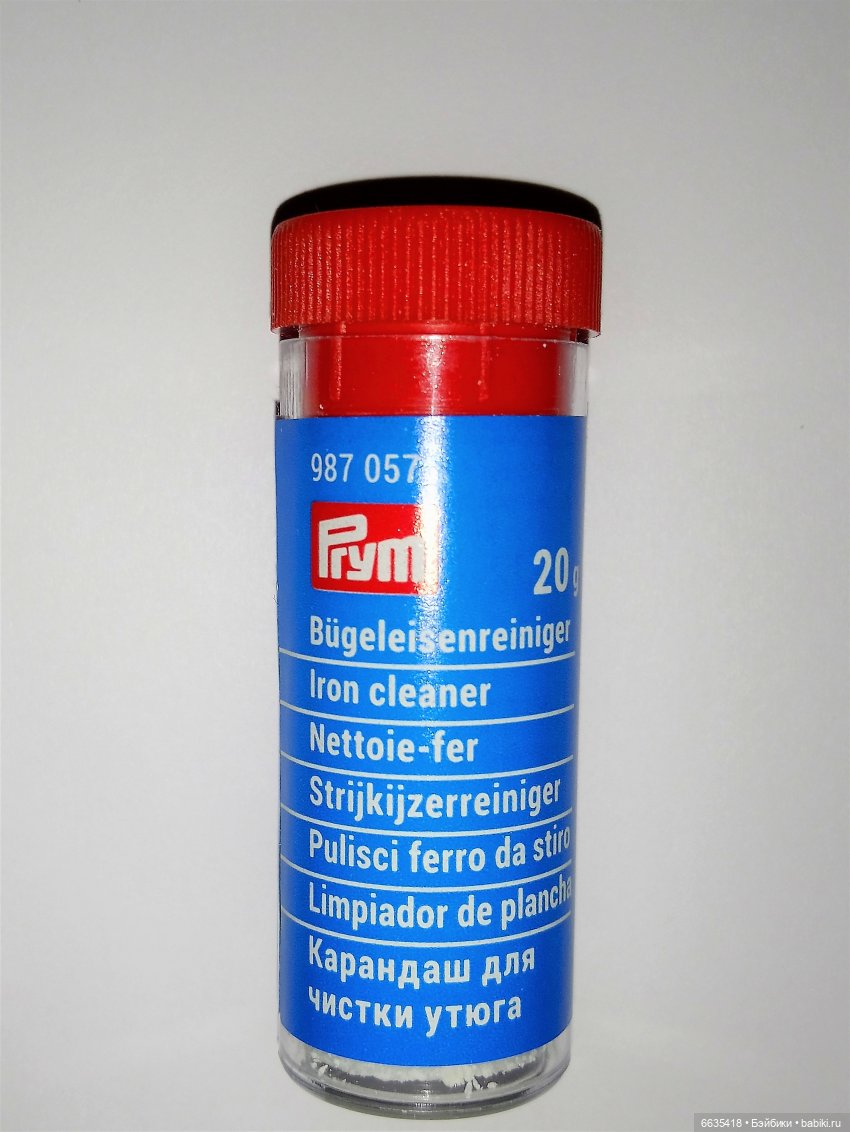 987 057
Prym
20 g
Bügeleisenreiniger
Iron cleaner
Nettoie-fer
Strijkijzerreiniger
Pulisci ferro da stiro
Limpiador de plancha
Карандаш для
чистки утюга
6635418 • Бэйбики • babiki.ru